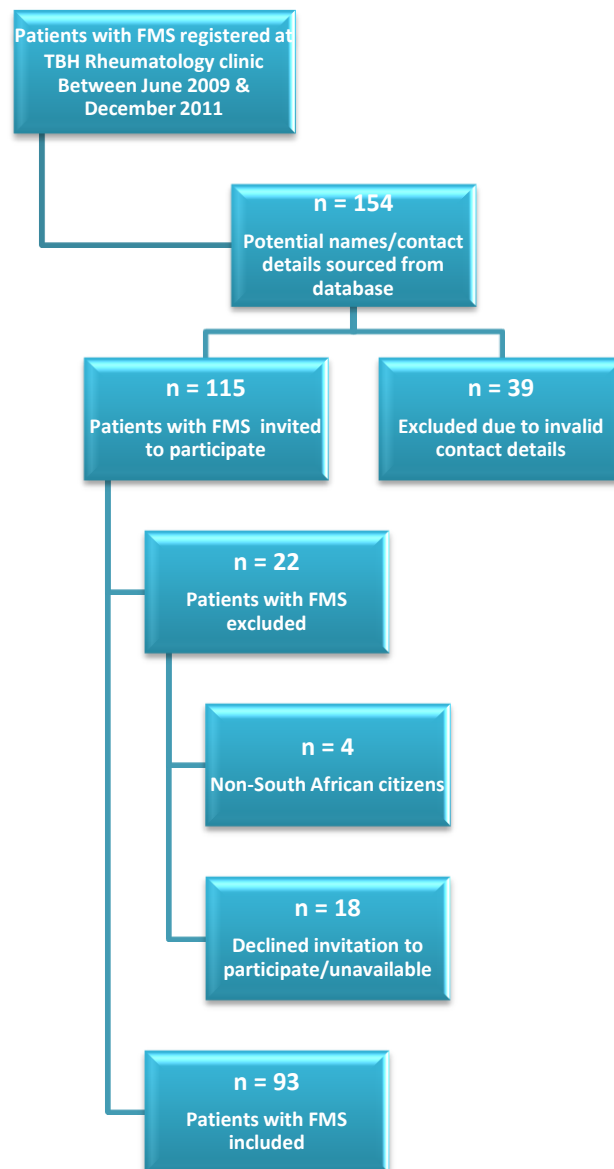 Patients with FMS registered at
TBH Rheumatology clinic
Between June 2009 &
December 2011
n = 154
Potential names/contact
details sourced from
database
n = 115
Patients with FMS invited
to participate
n = 39
Excluded due to invalid
contact details
n = 22
Patients with FMS
excluded
n = 4
Non-South African citizens
n = 18
Declined invitation to
participate/unavailable
n = 93
Patients with FMS
included